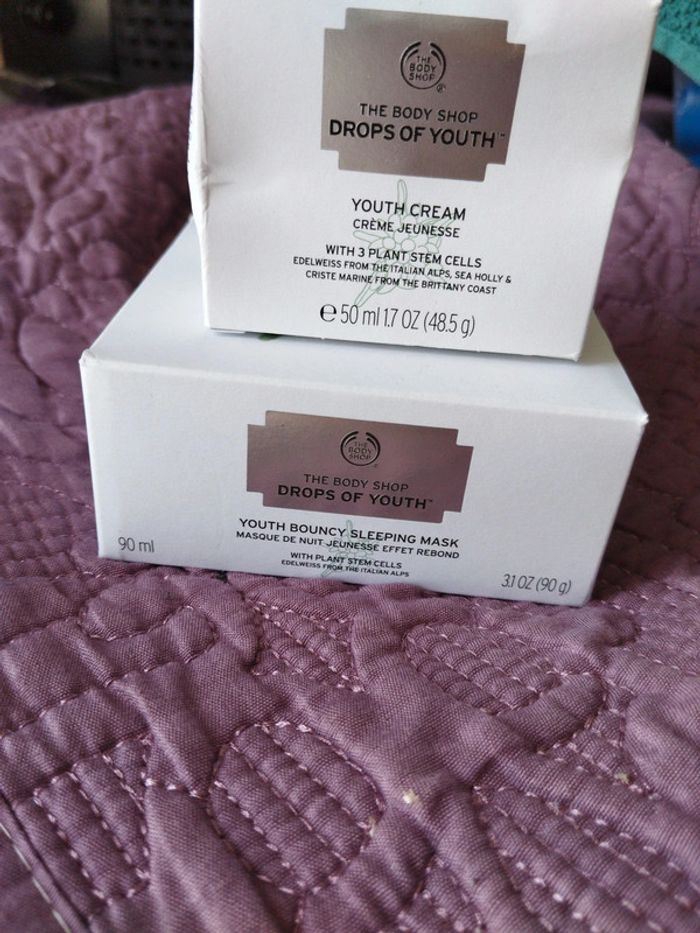 THE
BODY
SHOP
®
THE BODY SHOP
DROPS OF YOUTH™
YOUTH CREAM
CRÈME JEUNESSE
WITH 3 PLANT STEM CELLS
EDELWEISS FROM THE ITALIAN ALPS, SEA HOLLY &
CRISTE MARINE FROM THE BRITTANY COAST
e 50 ml 1.7 OZ (48.5 g)
THE
BODY
SHOP
®
THE BODY SHOP
DROPS OF YOUTH™
YOUTH BOUNCY SLEEPING MASK
MASQUE DE NUIT JEUNESSE EFFET REBOND
WITH PLANT STEM CELLS
EDELWEISS FROM THE ITALIAN ALPS
90 ml
3.1 OZ (90 g)